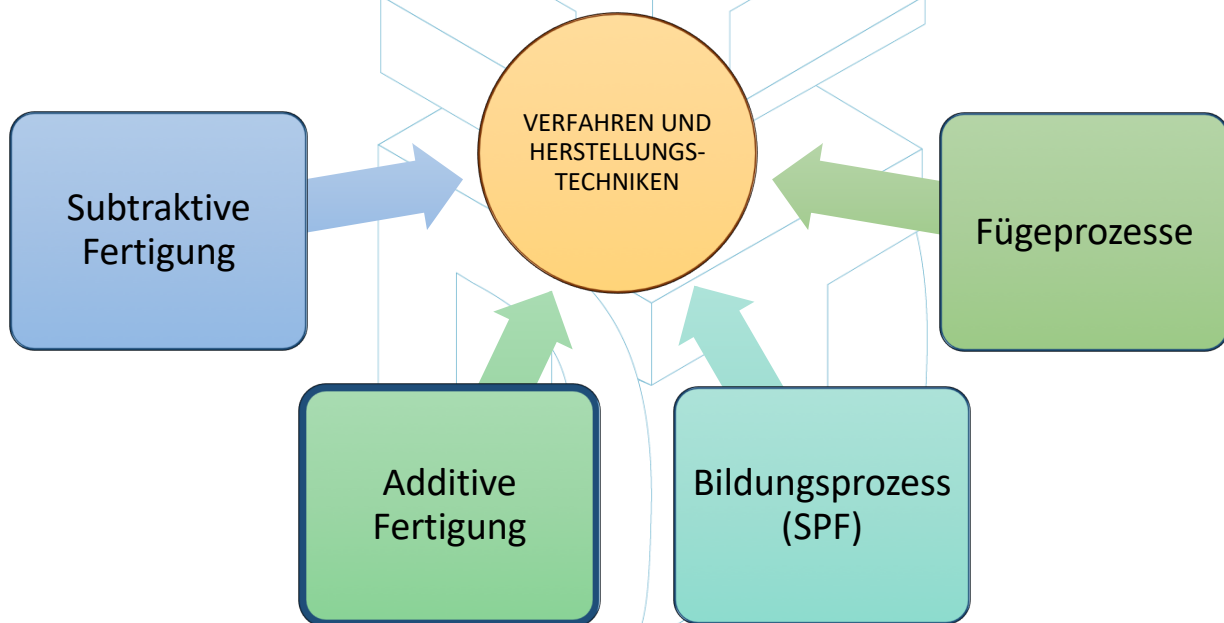 VERFAHREN UND
HERSTELLUNGS-
TECHNIKEN
Subtraktive
Fertigung
Fügeprozesse
Additive
Fertigung
Bildungsprozess
(SPF)